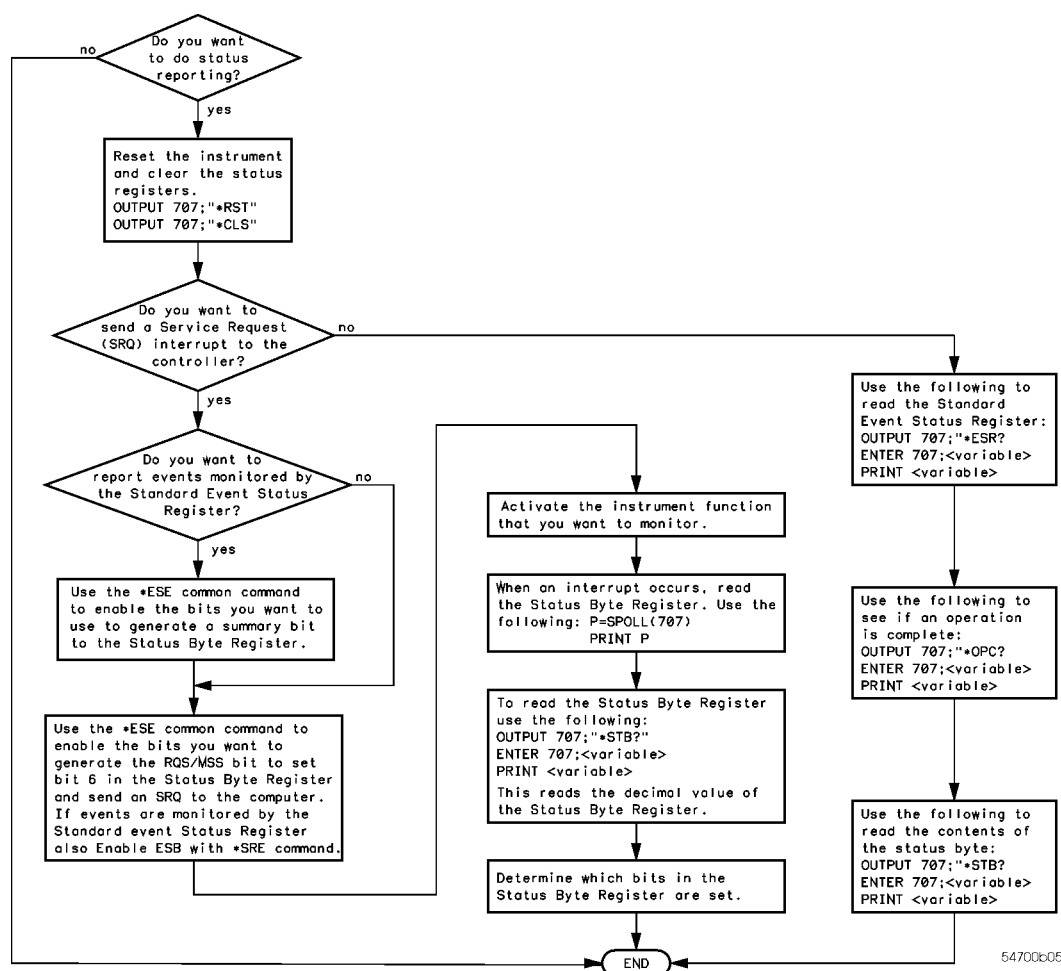 Do you want
to do status
reporting?
no
yes
Reset the instrument
and clear the status
registers.
OUTPUT 707;"*RST"
OUTPUT 707;"*CLS"
Do you want to
send a Service Request
(SRQ) interrupt to the
controller?
no
yes
Do you want to
report events monitored by
the Standard Event Status
Register?
no
yes
Use the *ESE common command
to enable the bits you want to
use to generate a summary bit
to the Status Byte Register.
Use the *ESE common command to
enable the bits you want to
generate the RQS/MSS bit to set
bit 6 in the Status Byte Register
and send an SRQ to the computer.
If events are monitored by the
Standard event Status Register
also Enable ESB with *SRE command.
Activate the instrument function
that you want to monitor.
When an interrupt occurs, read
the Status Byte Register. Use the
following: P=SPOLL(707)
PRINT P
To read the Status Byte Register
use the following:
OUTPUT 707;"*STB?"
ENTER 707;<variable>
PRINT <variable>
This reads the decimal value of
the Status Byte Register.
Determine which bits in the
Status Byte Register are set.
Use the following to
read the Standard
Event Status Register:
OUTPUT 707;"*ESR?
ENTER 707;<variable>
PRINT <variable>
Use the following to
see if an operation
is complete:
OUTPUT 707;"*OPC?
ENTER 707;<variable>
PRINT <variable>
Use the following to
read the contents of
the status byte:
OUTPUT 707;"*STB?
ENTER 707;<variable>
PRINT <variable>
END
54700b05